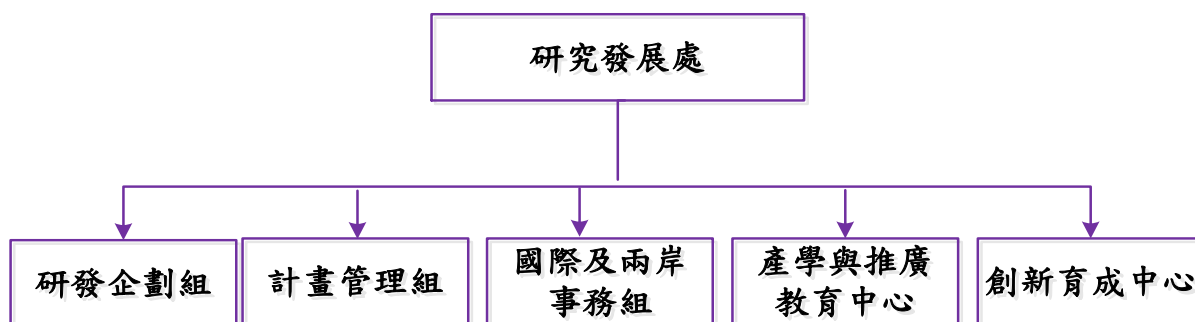 研究發展處
研發企劃組
計畫管理組
國際及兩岸
事務組
產學與推廣
教育中心
創新育成中心